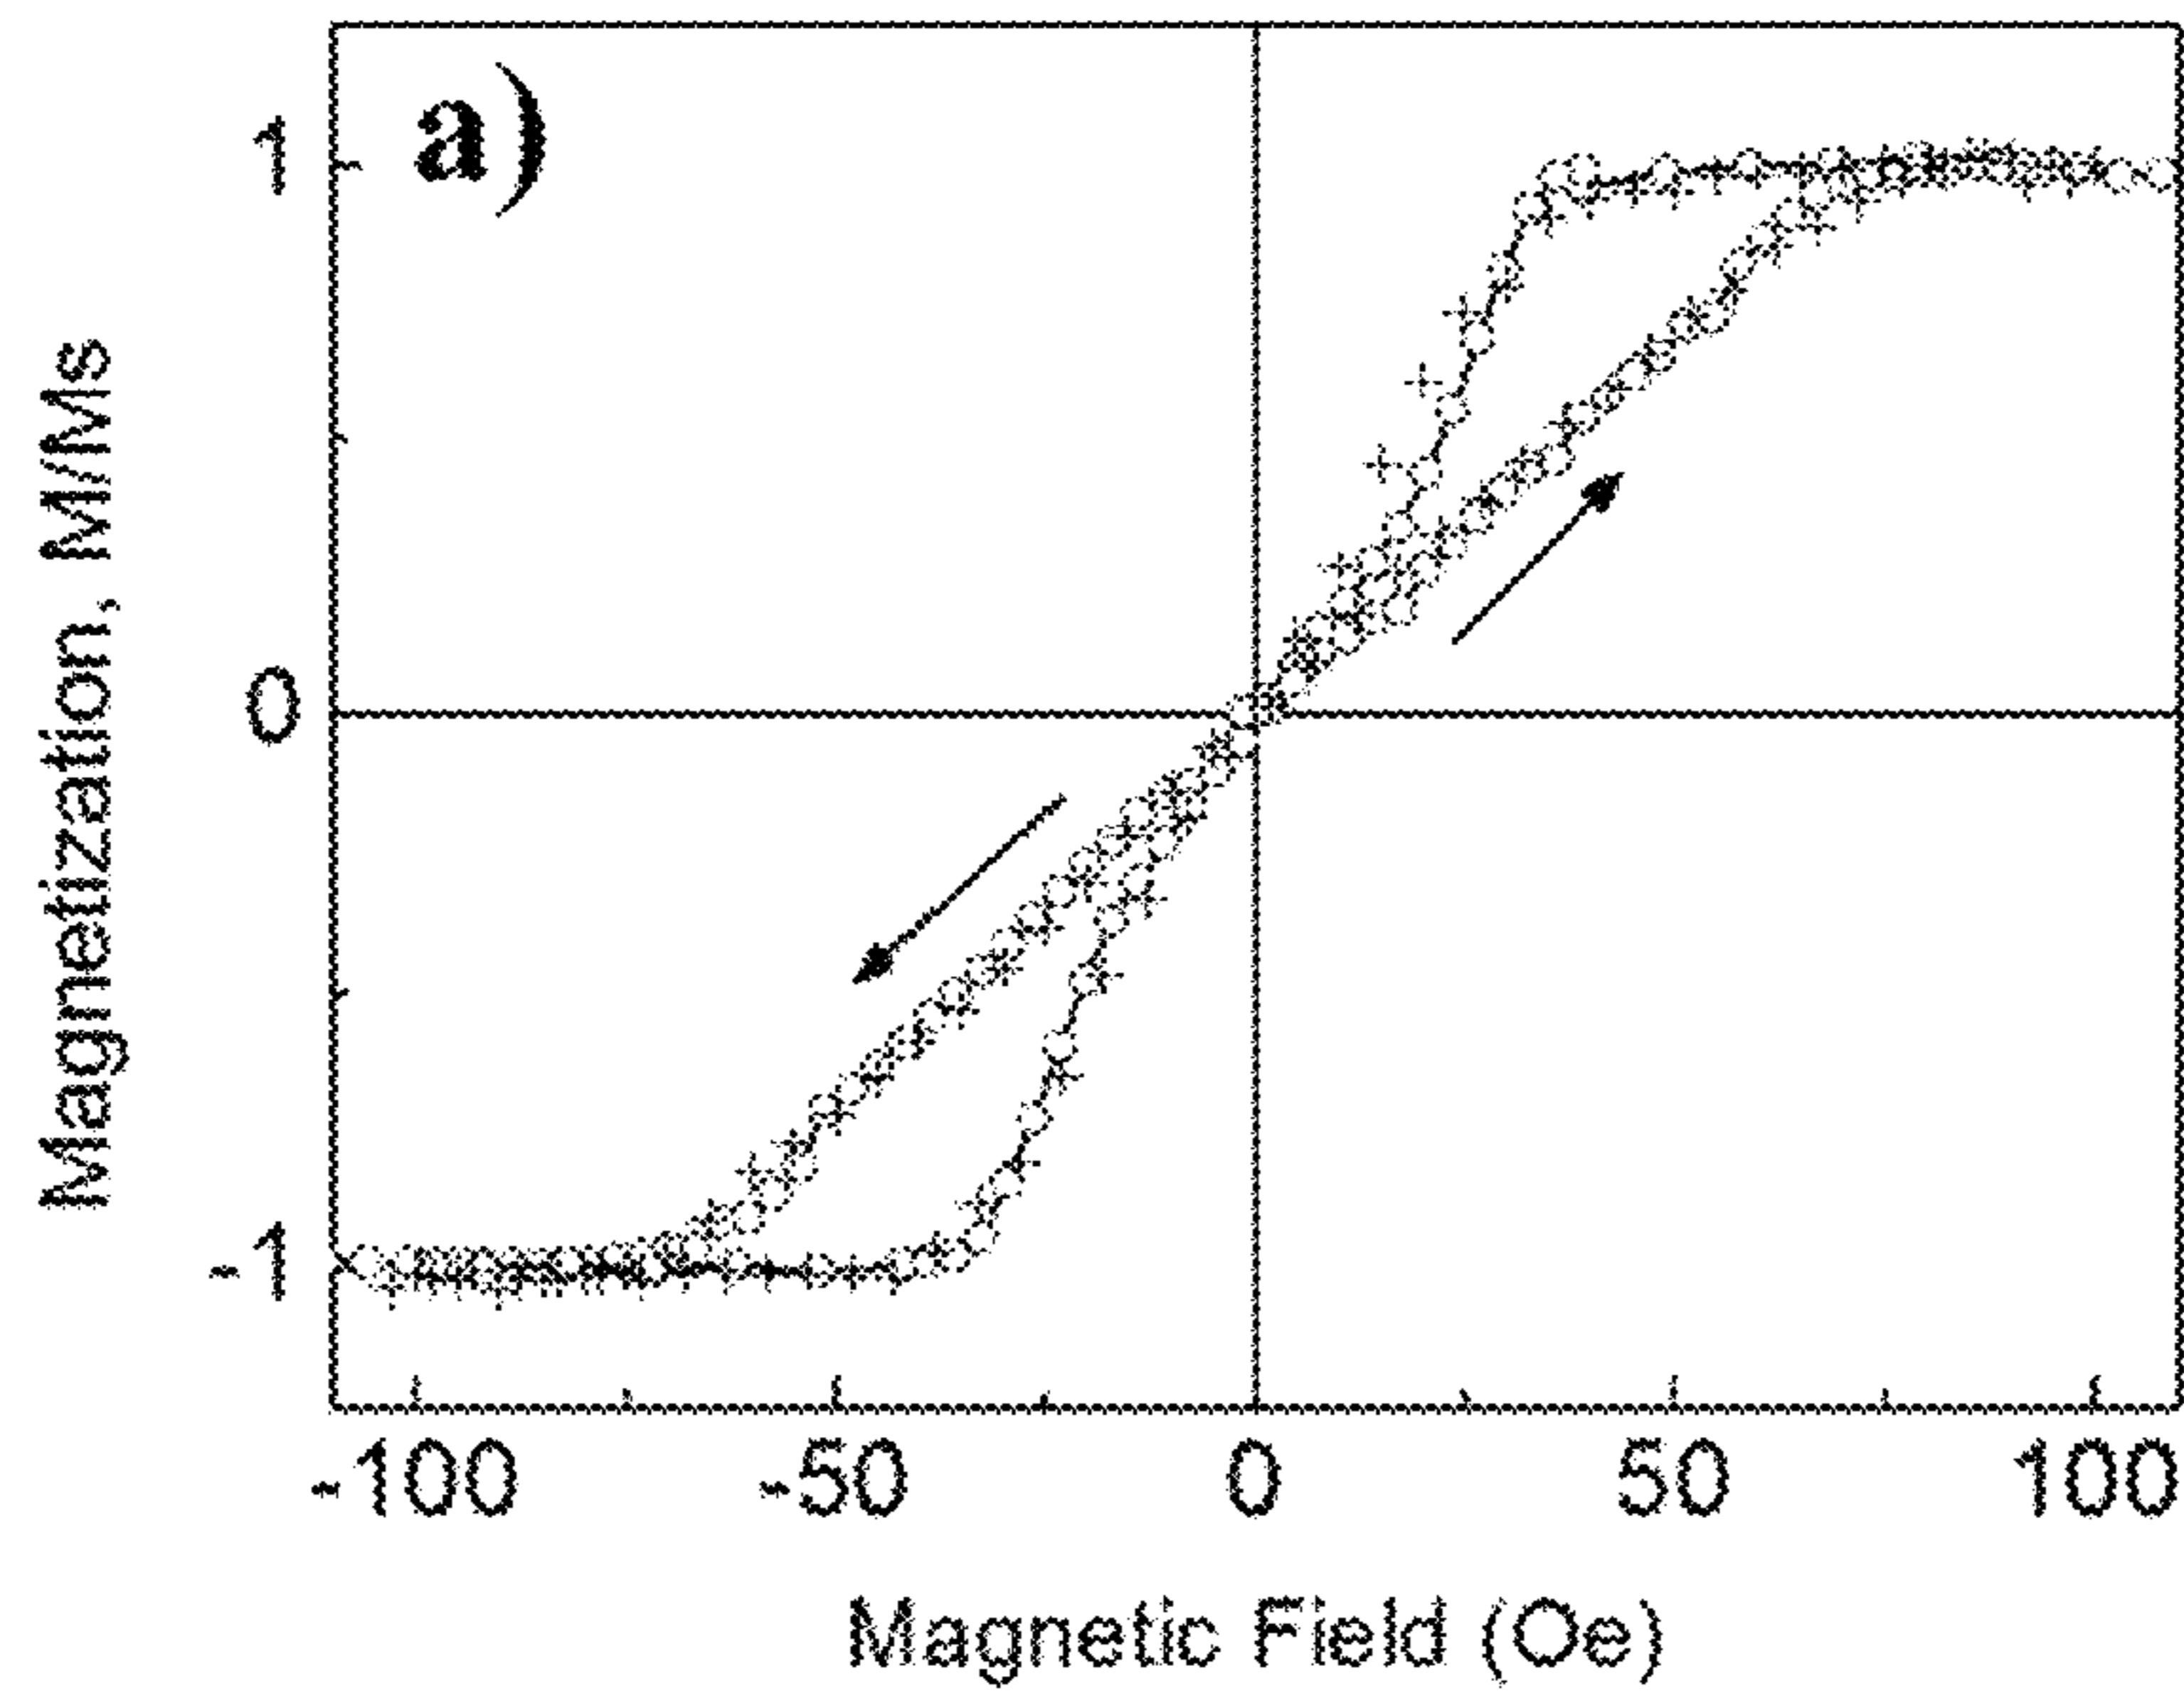 a)
1
0
-1
Magnetization, M/Ms
-100 -50 0 50 100
Magnetic Field (Oe)